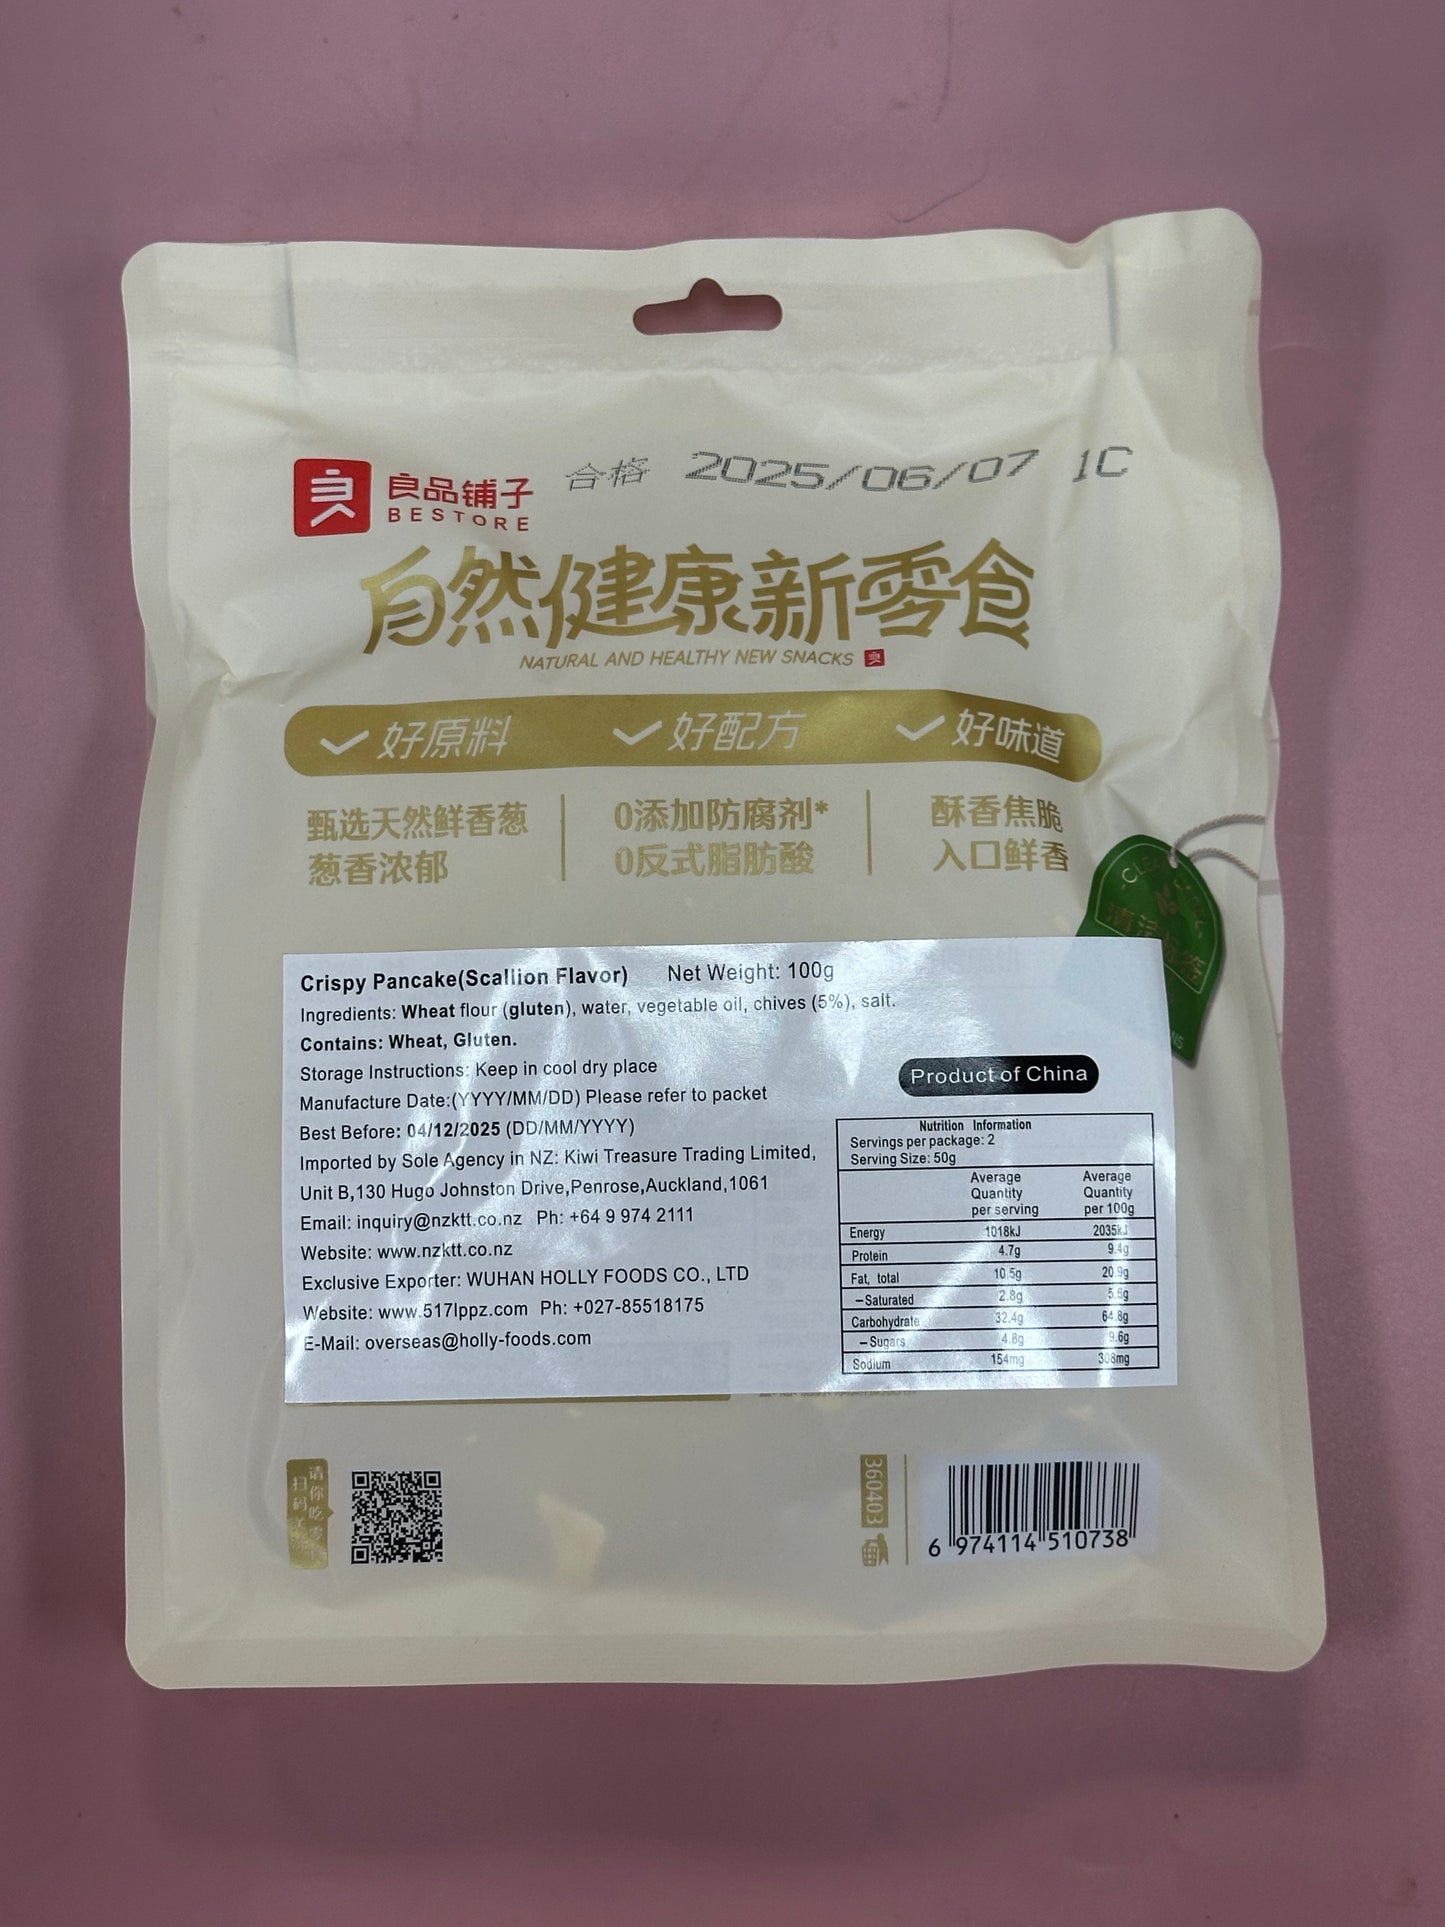 良品铺子
BESTORE
合格 2025/06/07 1C
自然健康新零食
NATURAL AND HEALTHY NEW SNACKS
好原料 好配方 好味道
甄选天然鲜香葱
葱香浓郁
0添加防腐剂*
0反式脂肪酸
酥香焦脆
入口鲜香
Crispy Pancake(Scallion Flavor) Net Weight: 100g
Ingredients: Wheat flour (gluten), water, vegetable oil, chives (5%), salt.
Contains: Wheat, Gluten.
Storage Instructions: Keep in cool dry place
Manufacture Date:(YYYY/MM/DD) Please refer to packet
Best Before: 04/12/2025 (DD/MM/YYYY)
Imported by Sole Agency in NZ: Kiwi Treasure Trading Limited,
Unit B,130 Hugo Johnston Drive,Penrose,Auckland,1061
Email: inquiry@nzktt.co.nz Ph: +64 9 974 2111
Website: www.nzktt.co.nz
Exclusive Exporter: WUHAN HOLLY FOODS CO., LTD
Website: www.517lppz.com Ph: +027-85518175
E-Mail: overseas@holly-foods.com
Product of China
Nutrition Information
Servings per package: 2
Serving Size: 50g
Average Quantity per serving
Average Quantity per 100g
Energy 1018kJ 2035kJ
Protein 4.7g 9.4g
Fat, total 10.5g 20.9g
–Saturated 2.8g 5.6g
Carbohydrate 32.4g 64.8g
–Sugars 4.8g 9.6g
Sodium 154mg 308mg
请你吃零
扫码
360403
6 974114 510738